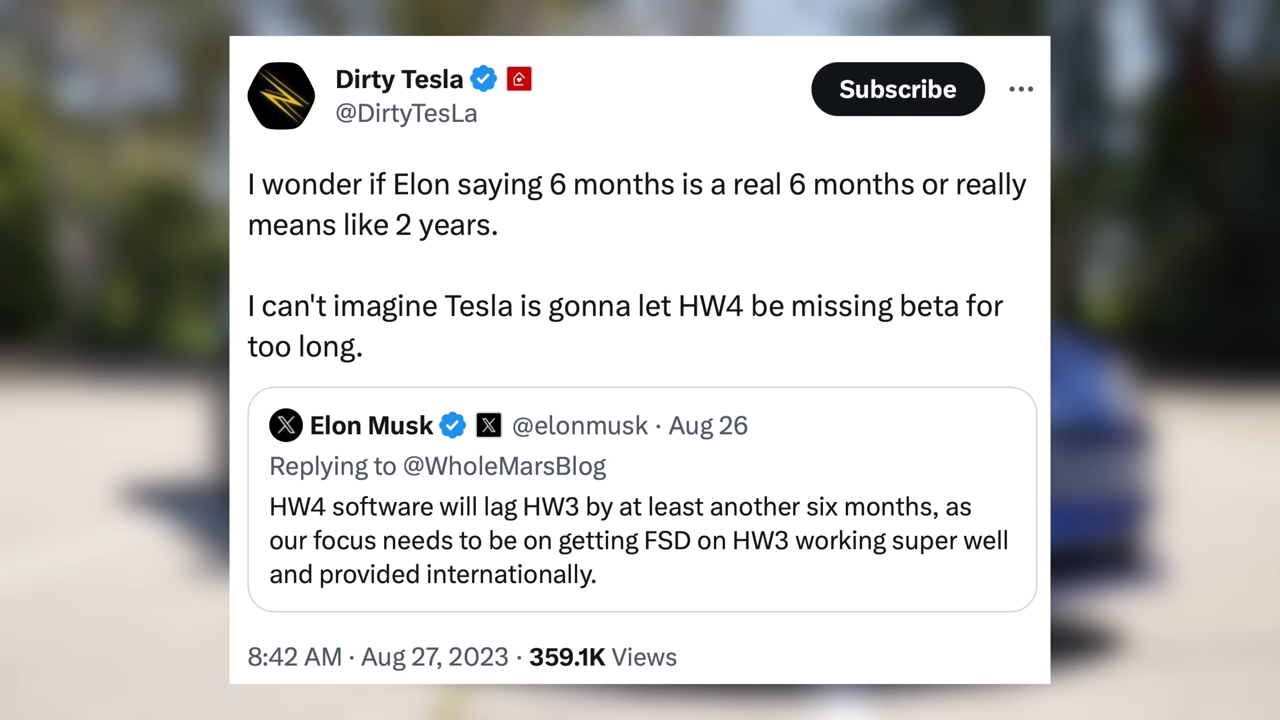 Dirty Tesla
@DirtyTesLa
Subscribe
I wonder if Elon saying 6 months is a real 6 months or really
means like 2 years.
I can't imagine Tesla is gonna let HW4 be missing beta for
too long.
Elon Musk @elonmusk · Aug 26
Replying to @WholeMarsBlog
HW4 software will lag HW3 by at least another six months, as
our focus needs to be on getting FSD on HW3 working super well
and provided internationally.
8:42 AM · Aug 27, 2023 · 359.1K Views